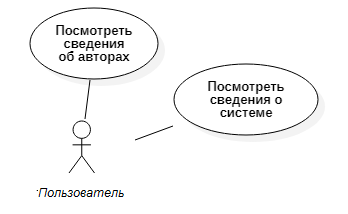 Посмотреть
сведения
об авторах
Посмотреть
сведения о
системе
·Пользователь